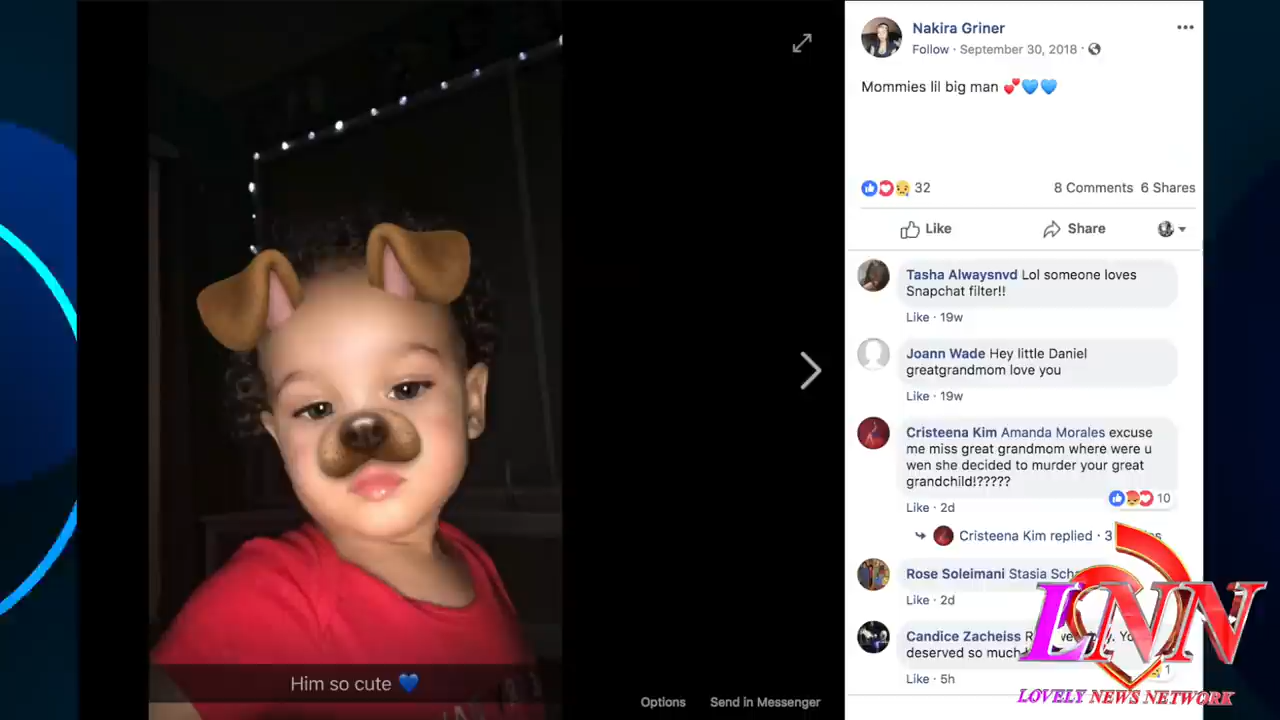 Nakira Griner
Follow · September 30, 2018 ·
Mommies lil big man 💕💙💙
32
8 Comments 6 Shares
Like Share
Tasha Alwaysnvd Lol someone loves
Snapchat filter!!
Like · 19w
Joann Wade Hey little Daniel
greatgrandmom love you
Like · 19w
Cristeena Kim Amanda Morales excuse
me miss great grandmom where were u
wen she decided to murder your great
grandchild!?????
10
Like · 2d
Cristeena Kim replied · 3
Rose Soleimani Stasia
Like · 2d
Candice Zacheiss
deserved so much
1
Like · 5h
Him so cute 💙
Options Send in Messenger
LNN
LOVELY NEWS NETWORK